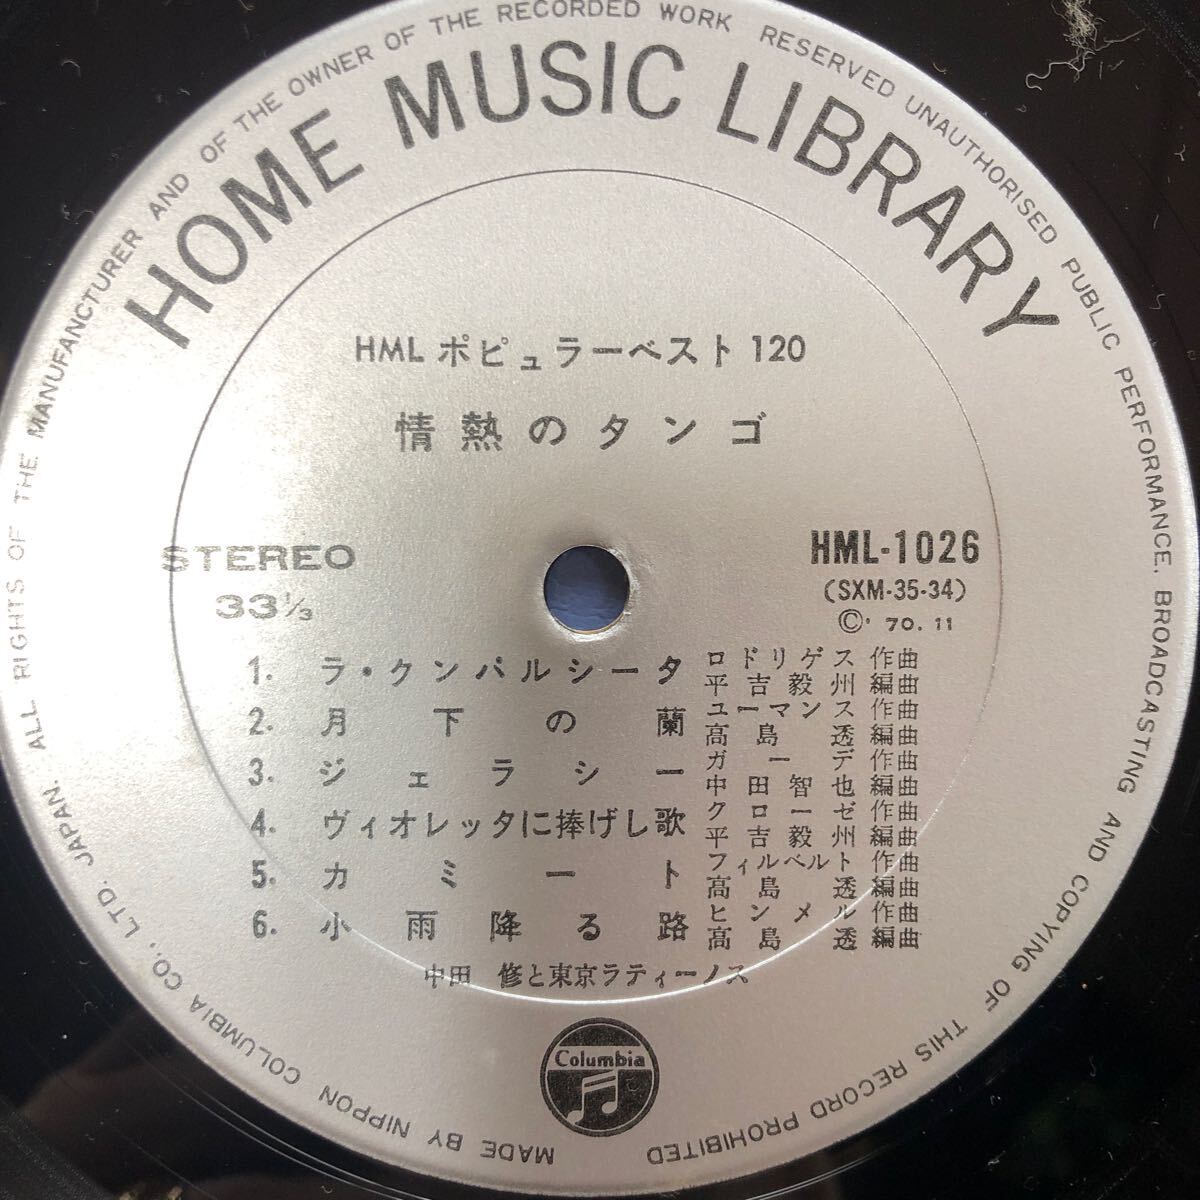 ALL RIGHTS OF THE MANUFANCTURER AND OF THE OWNER OF THE RECORDED WORK RESERVED UNAUTHORISED PUBLIC PERFORMANCE. BROADCASTING AND COPYING OF THIS RECORD PROHIBITED
HOME MUSIC LIBRARY
HML ポピュラーベスト 120
情熱のタンゴ
STEREO
33⅓
HML-1026
(SXM-35-34)
Ⓒ' 70.11
1. ラ・クンパルシータ ロドリゲス 作曲
平吉毅州 編曲
2. 月下の蘭 ユーマンス 作曲
高島透 編曲
3. ジェラシー ガーデ 作曲
中田智也 編曲
4. ヴィオレッタに捧げし歌 クローゼ 作曲
平吉毅州 編曲
5. カミート フィルベルト 作曲
高島透 編曲
6. 小雨降る路 ヒンメル 作曲
高島透 編曲
中田 修と東京ラティーノス
Columbia
MADE BY NIPPON COLUMBIA CO., LTD. JAPAN.